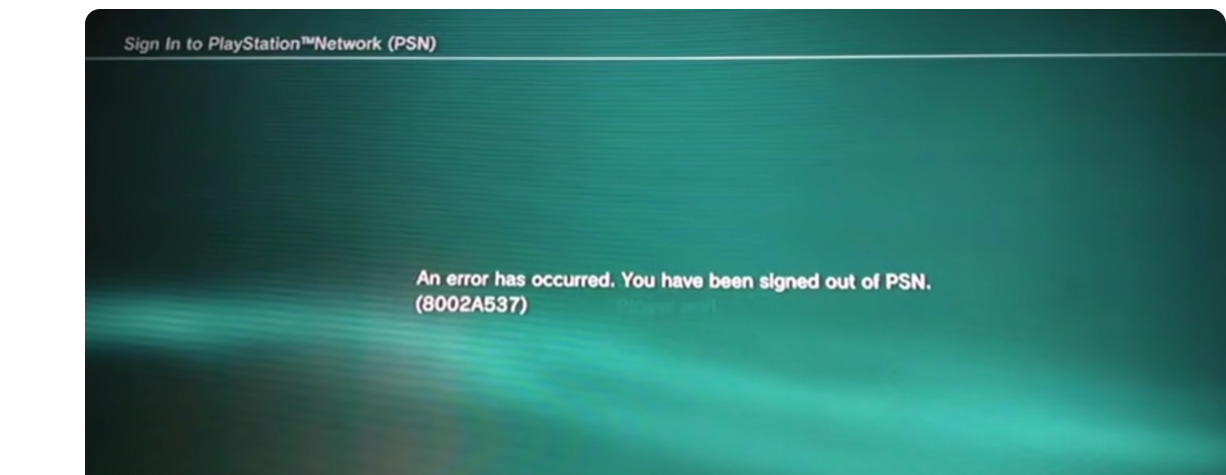 Sign In to PlayStation™Network (PSN)
An error has occurred. You have been signed out of PSN.
(8002A537)